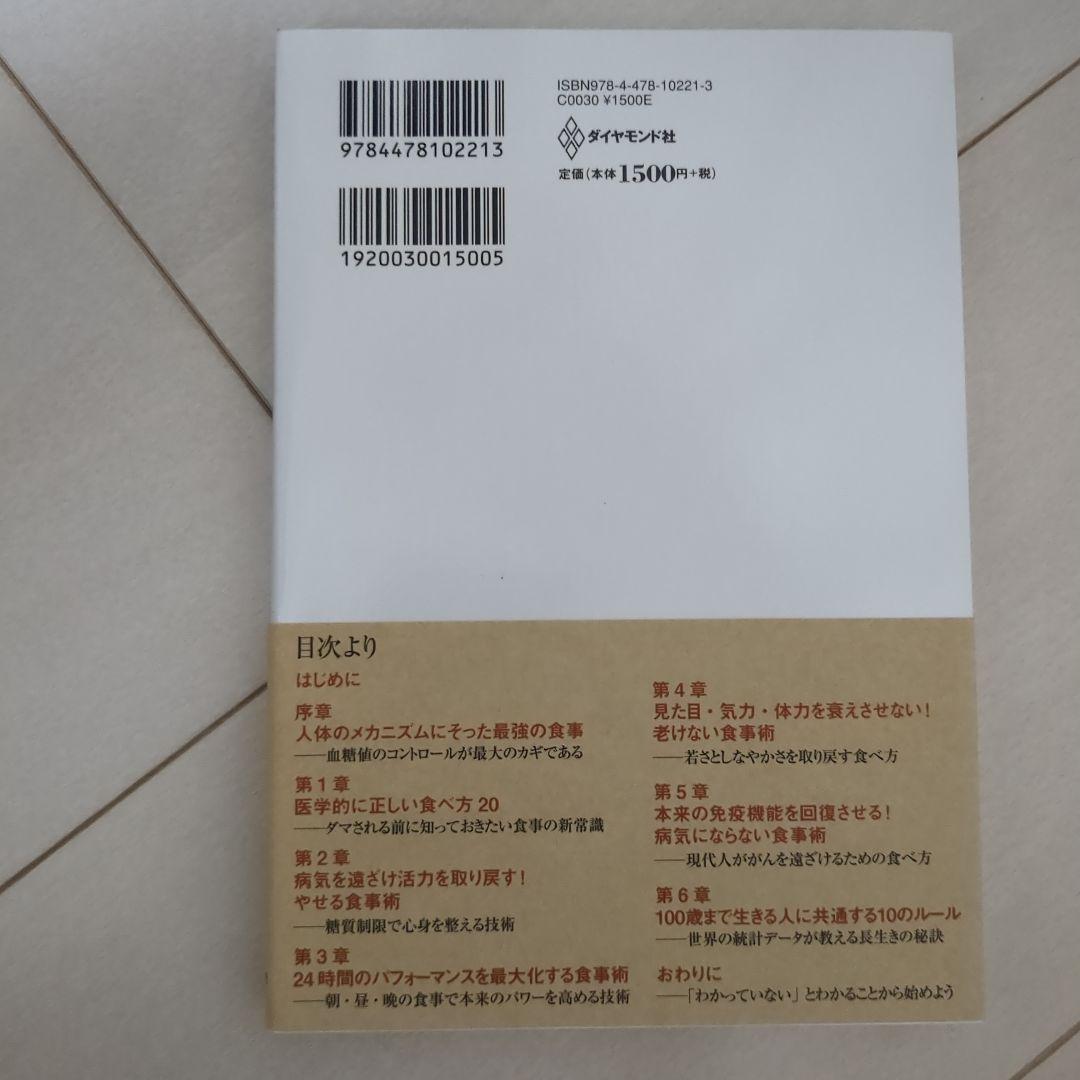 9784478102213
1920030015005
ISBN978-4-478-10221-3
C0030 ¥1500E
ダイヤモンド社
定価(本体1500円+税)
目次より
はじめに
序章
人体のメカニズムにそった最強の食事
——血糖値のコントロールが最大のカギである
第1章
医学的に正しい食べ方20
——ダマされる前に知っておきたい食事の新常識
第2章
病気を遠ざけ活力を取り戻す!
やせる食事術
——糖質制限で心身を整える技術
第3章
24時間のパフォーマンスを最大化する食事術
——朝・昼・晩の食事で本来のパワーを高める技術
第4章
見た目・気力・体力を衰えさせない!
老けない食事術
——若さとしなやかさを取り戻す食べ方
第5章
本来の免疫機能を回復させる!
病気にならない食事術
——現代人ががんを遠ざけるための食べ方
第6章
100歳まで生きる人に共通する10のルール
——世界の統計データが教える長生きの秘訣
おわりに
——「わかっていない」とわかることから始めよう